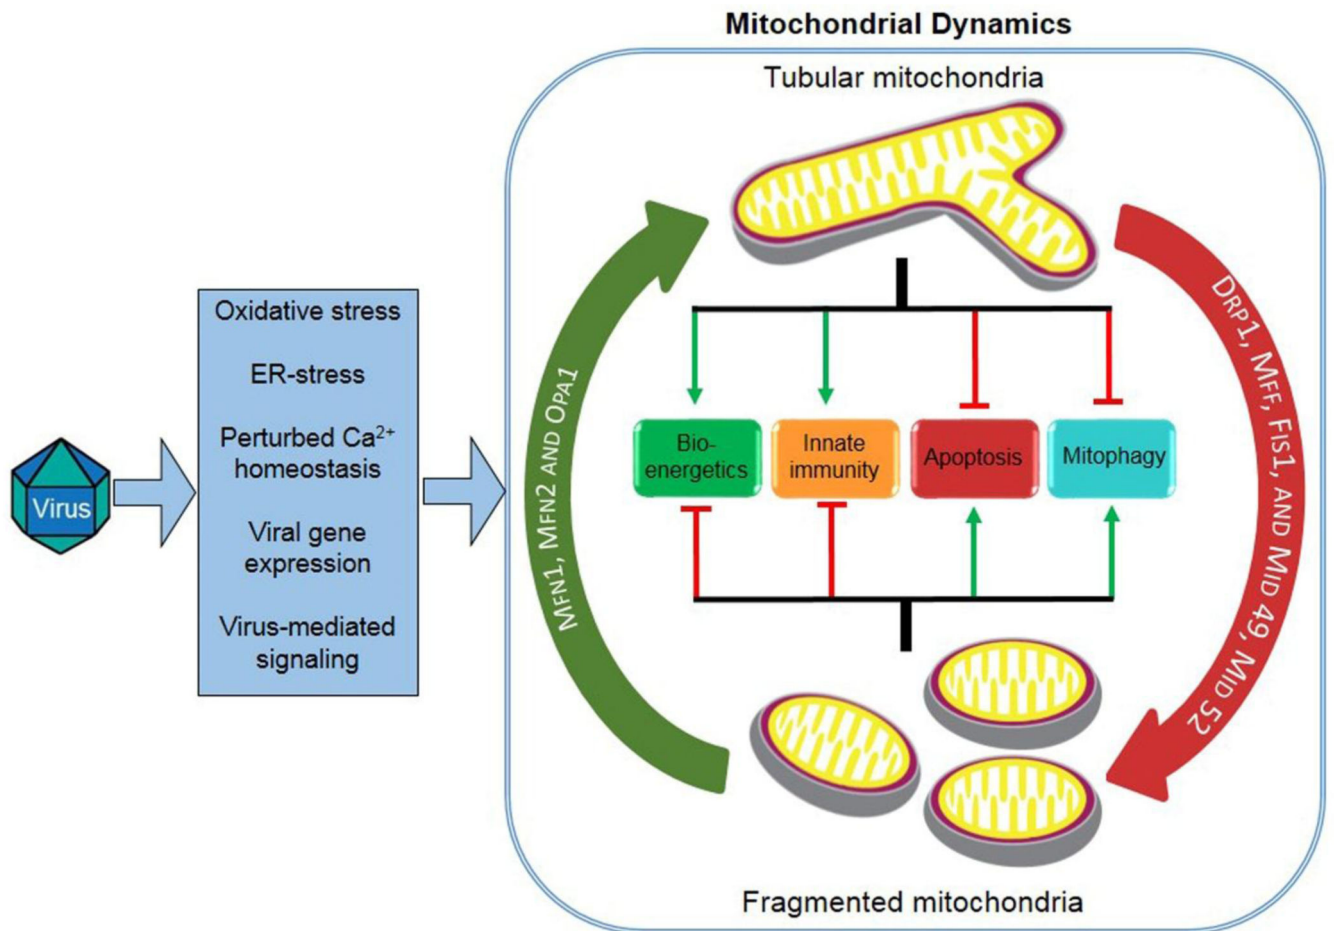 Mitochondrial Dynamics
Tubular mitochondria
Virus
Oxidative stress
ER-stress
Perturbed Ca²⁺
homeostasis
Viral gene
expression
Virus-mediated
signaling
MFN1, MFN2 AND OPA1
Bio-
energetics
Innate
immunity
Apoptosis
Mitophagy
DRP1, MFF, FIS1, AND MID 49, MID 52
Fragmented mitochondria